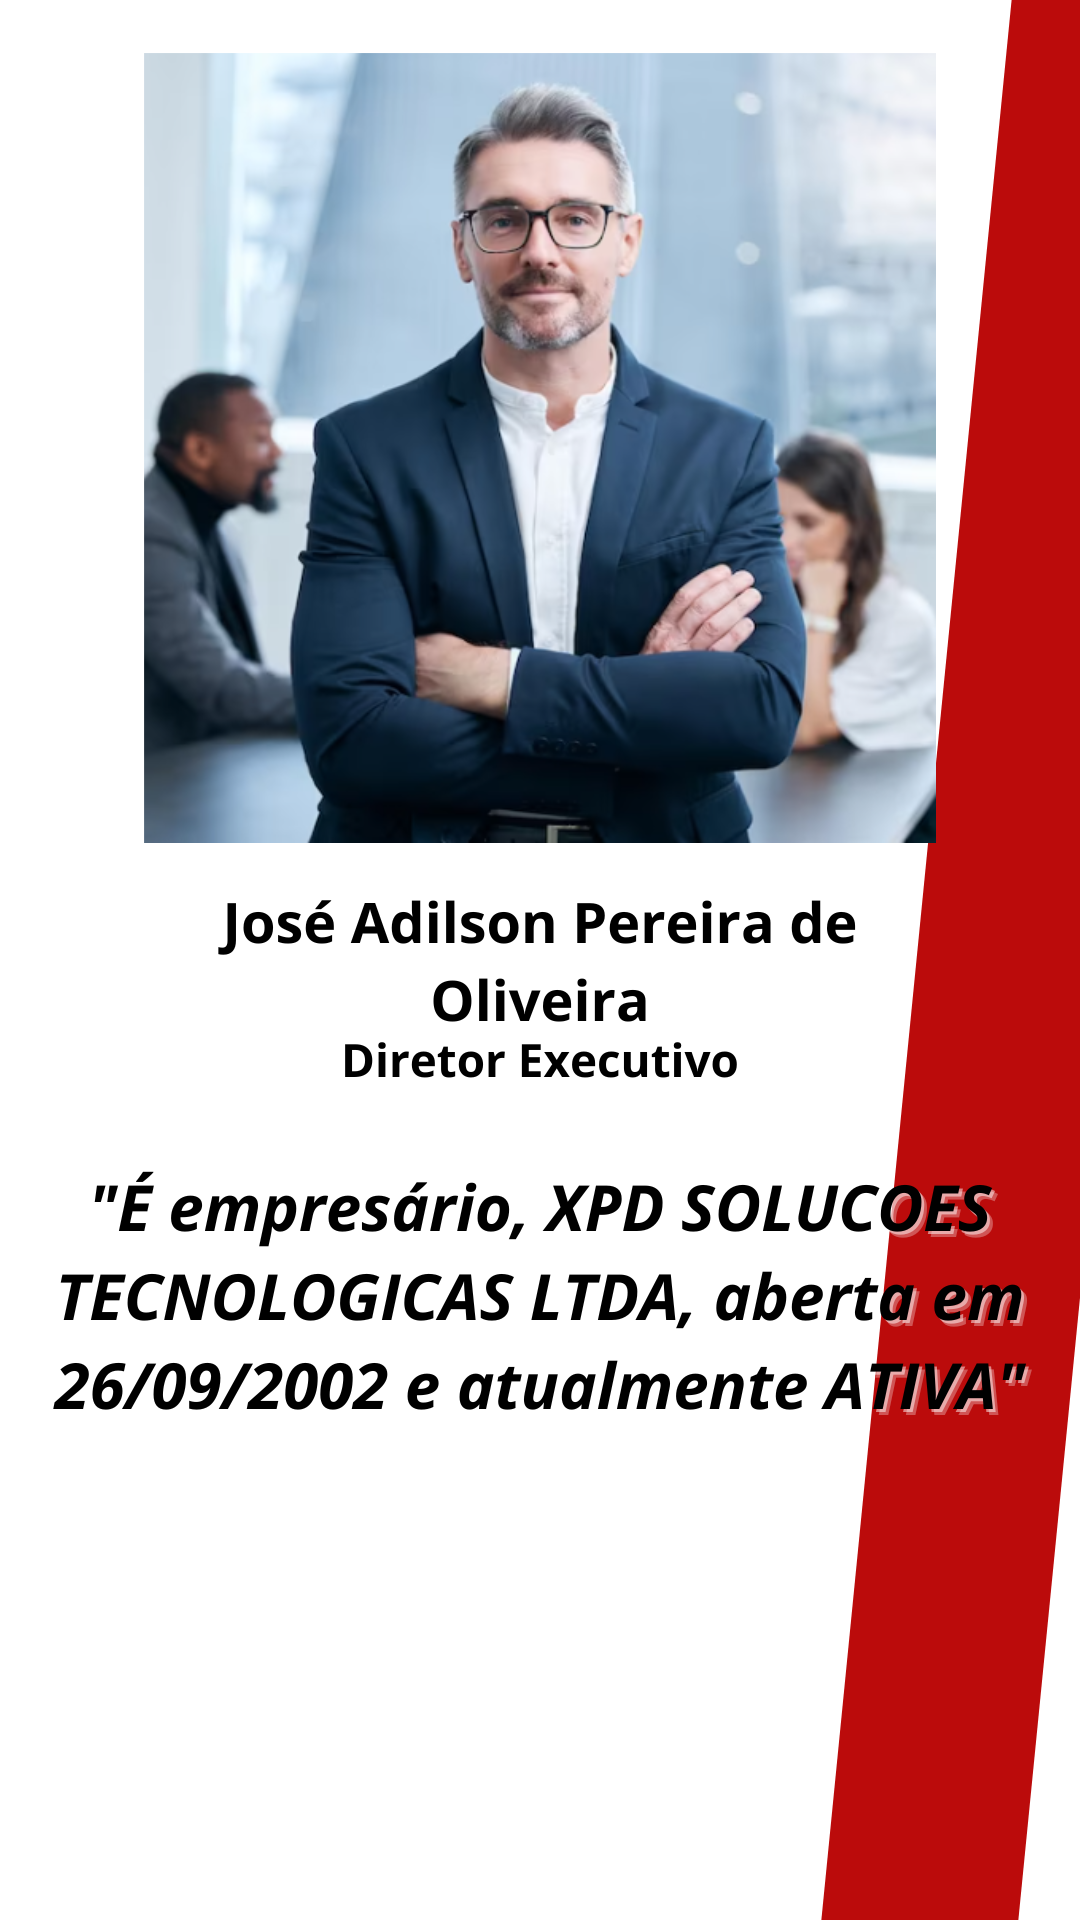 José Adilson Pereira de
Oliveira
Diretor Executivo
"É empresário, XPD SOLUCOES
TECNOLOGICAS LTDA, aberta em
26/09/2002 e atualmente ATIVA"